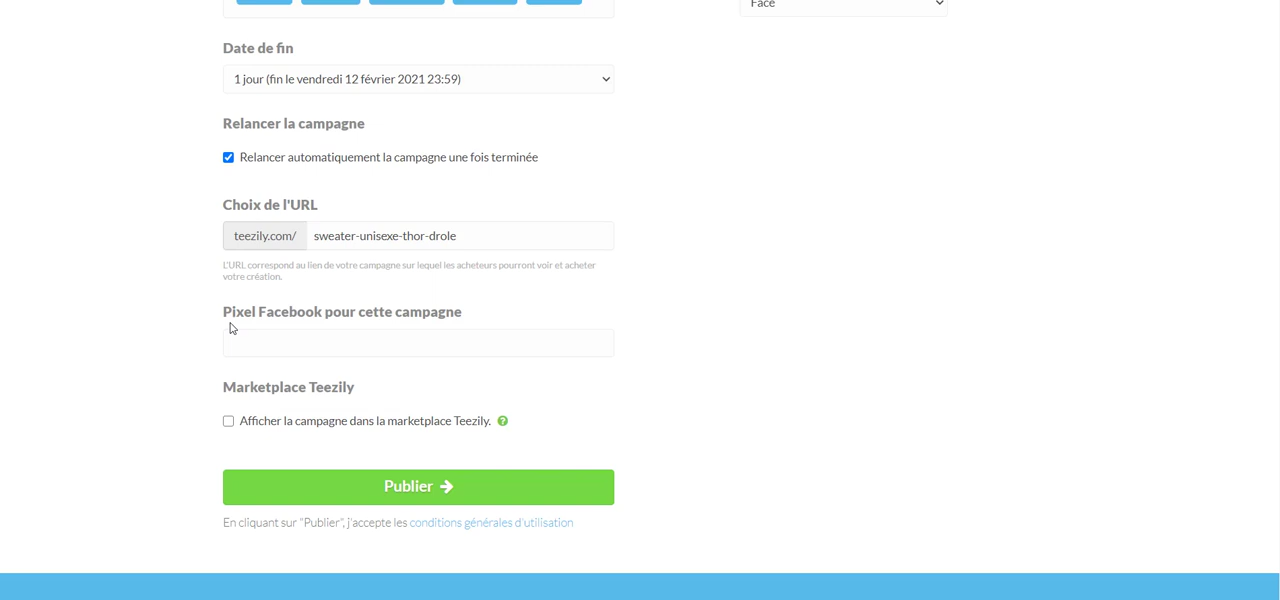 Face
Date de fin
1 jour (fin le vendredi 12 février 2021 23:59)
Relancer la campagne
Relancer automatiquement la campagne une fois terminée
Choix de l'URL
teezily.com/ sweater-unisexe-thor-drole
L'URL correspond au lien de votre campagne sur lequel les acheteurs pourront voir et acheter
votre création.
Pixel Facebook pour cette campagne
Marketplace Teezily
Afficher la campagne dans la marketplace Teezily. ?
Publier →
En cliquant sur "Publier", j'accepte les conditions générales d'utilisation